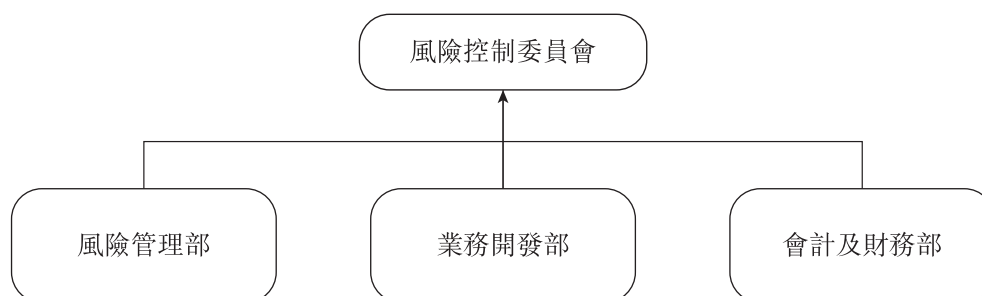 風險控制委員會
風險管理部
業務開發部
會計及財務部